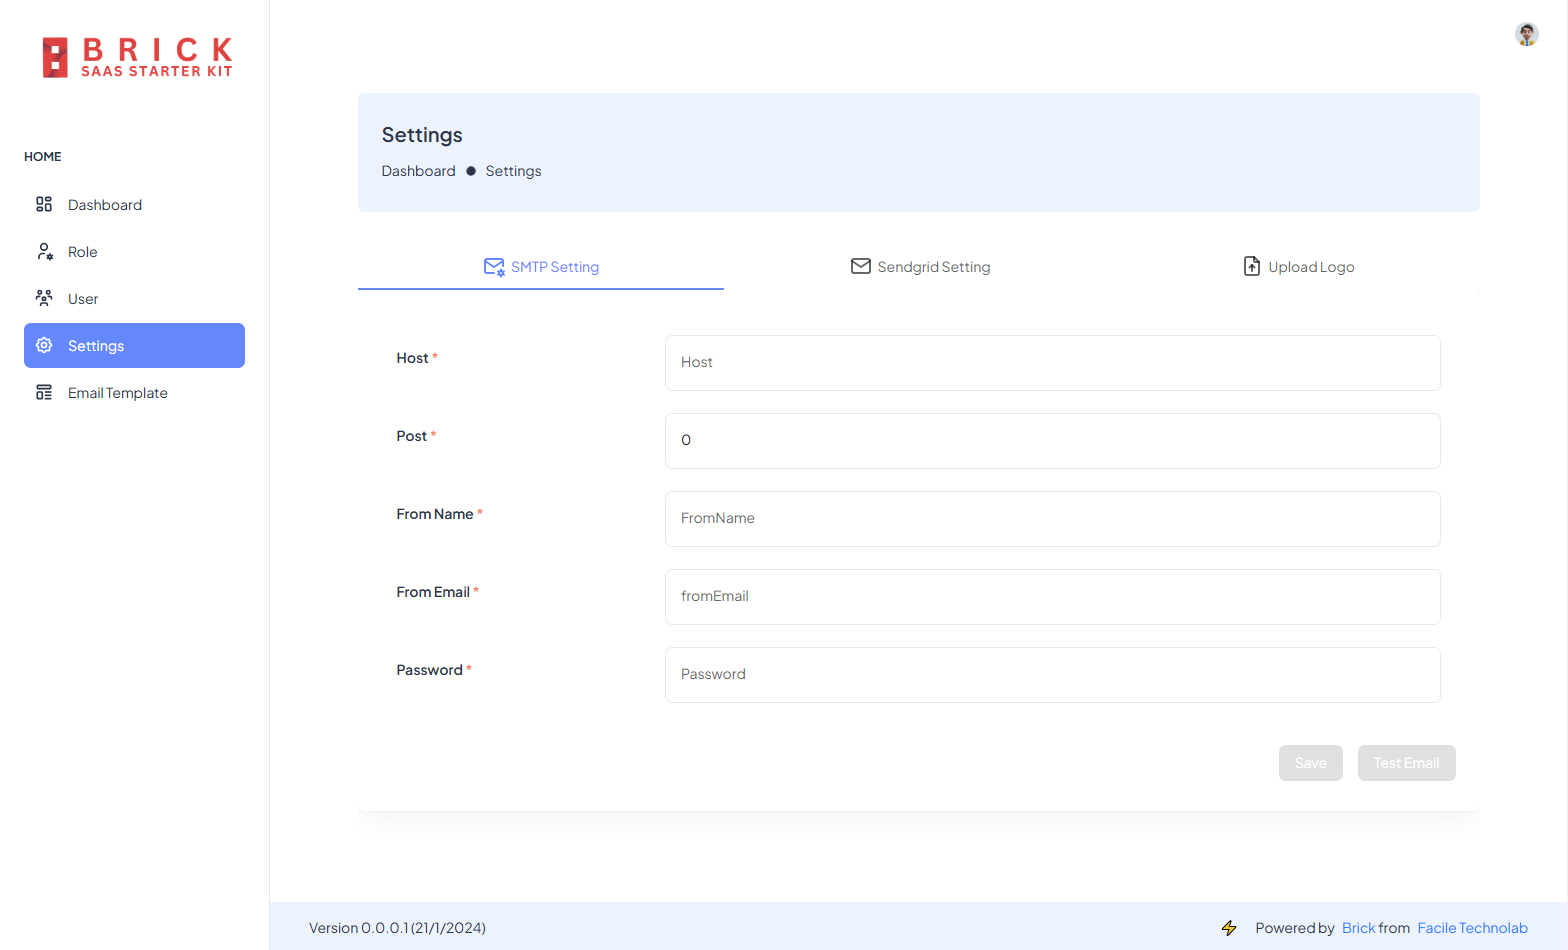 BRICK
SAAS STARTER KIT
HOME
Dashboard
Role
User
Settings
Email Template
Settings
Dashboard ● Settings
SMTP Setting
Sendgrid Setting
Upload Logo
Host *
Host
Post *
0
From Name *
FromName
From Email *
fromEmail
Password *
Password
Save
Test Email
Version 0.0.0.1 (21/1/2024)
Powered by Brick from Facile Technolab